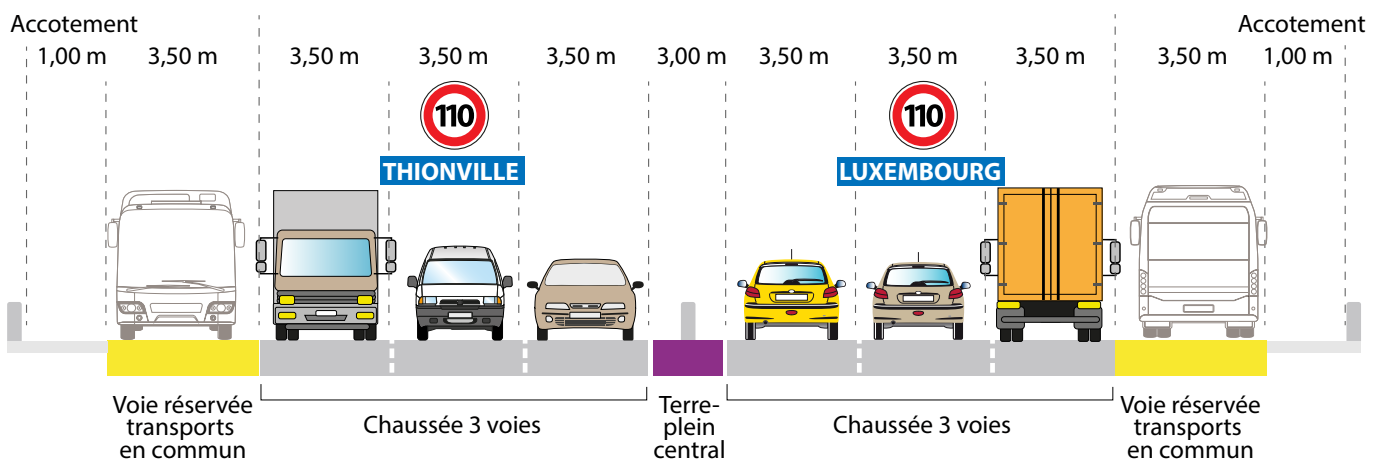 Accotement
Accotement
1,00 m 3,50 m 3,50 m 3,50 m 3,50 m 3,00 m 3,50 m 3,50 m 3,50 m 3,50 m 1,00 m
110
110
THIONVILLE
LUXEMBOURG
Voie réservée
transports
en commun
Chaussée 3 voies
Terre-
plein
central
Chaussée 3 voies
Voie réservée
transports
en commun